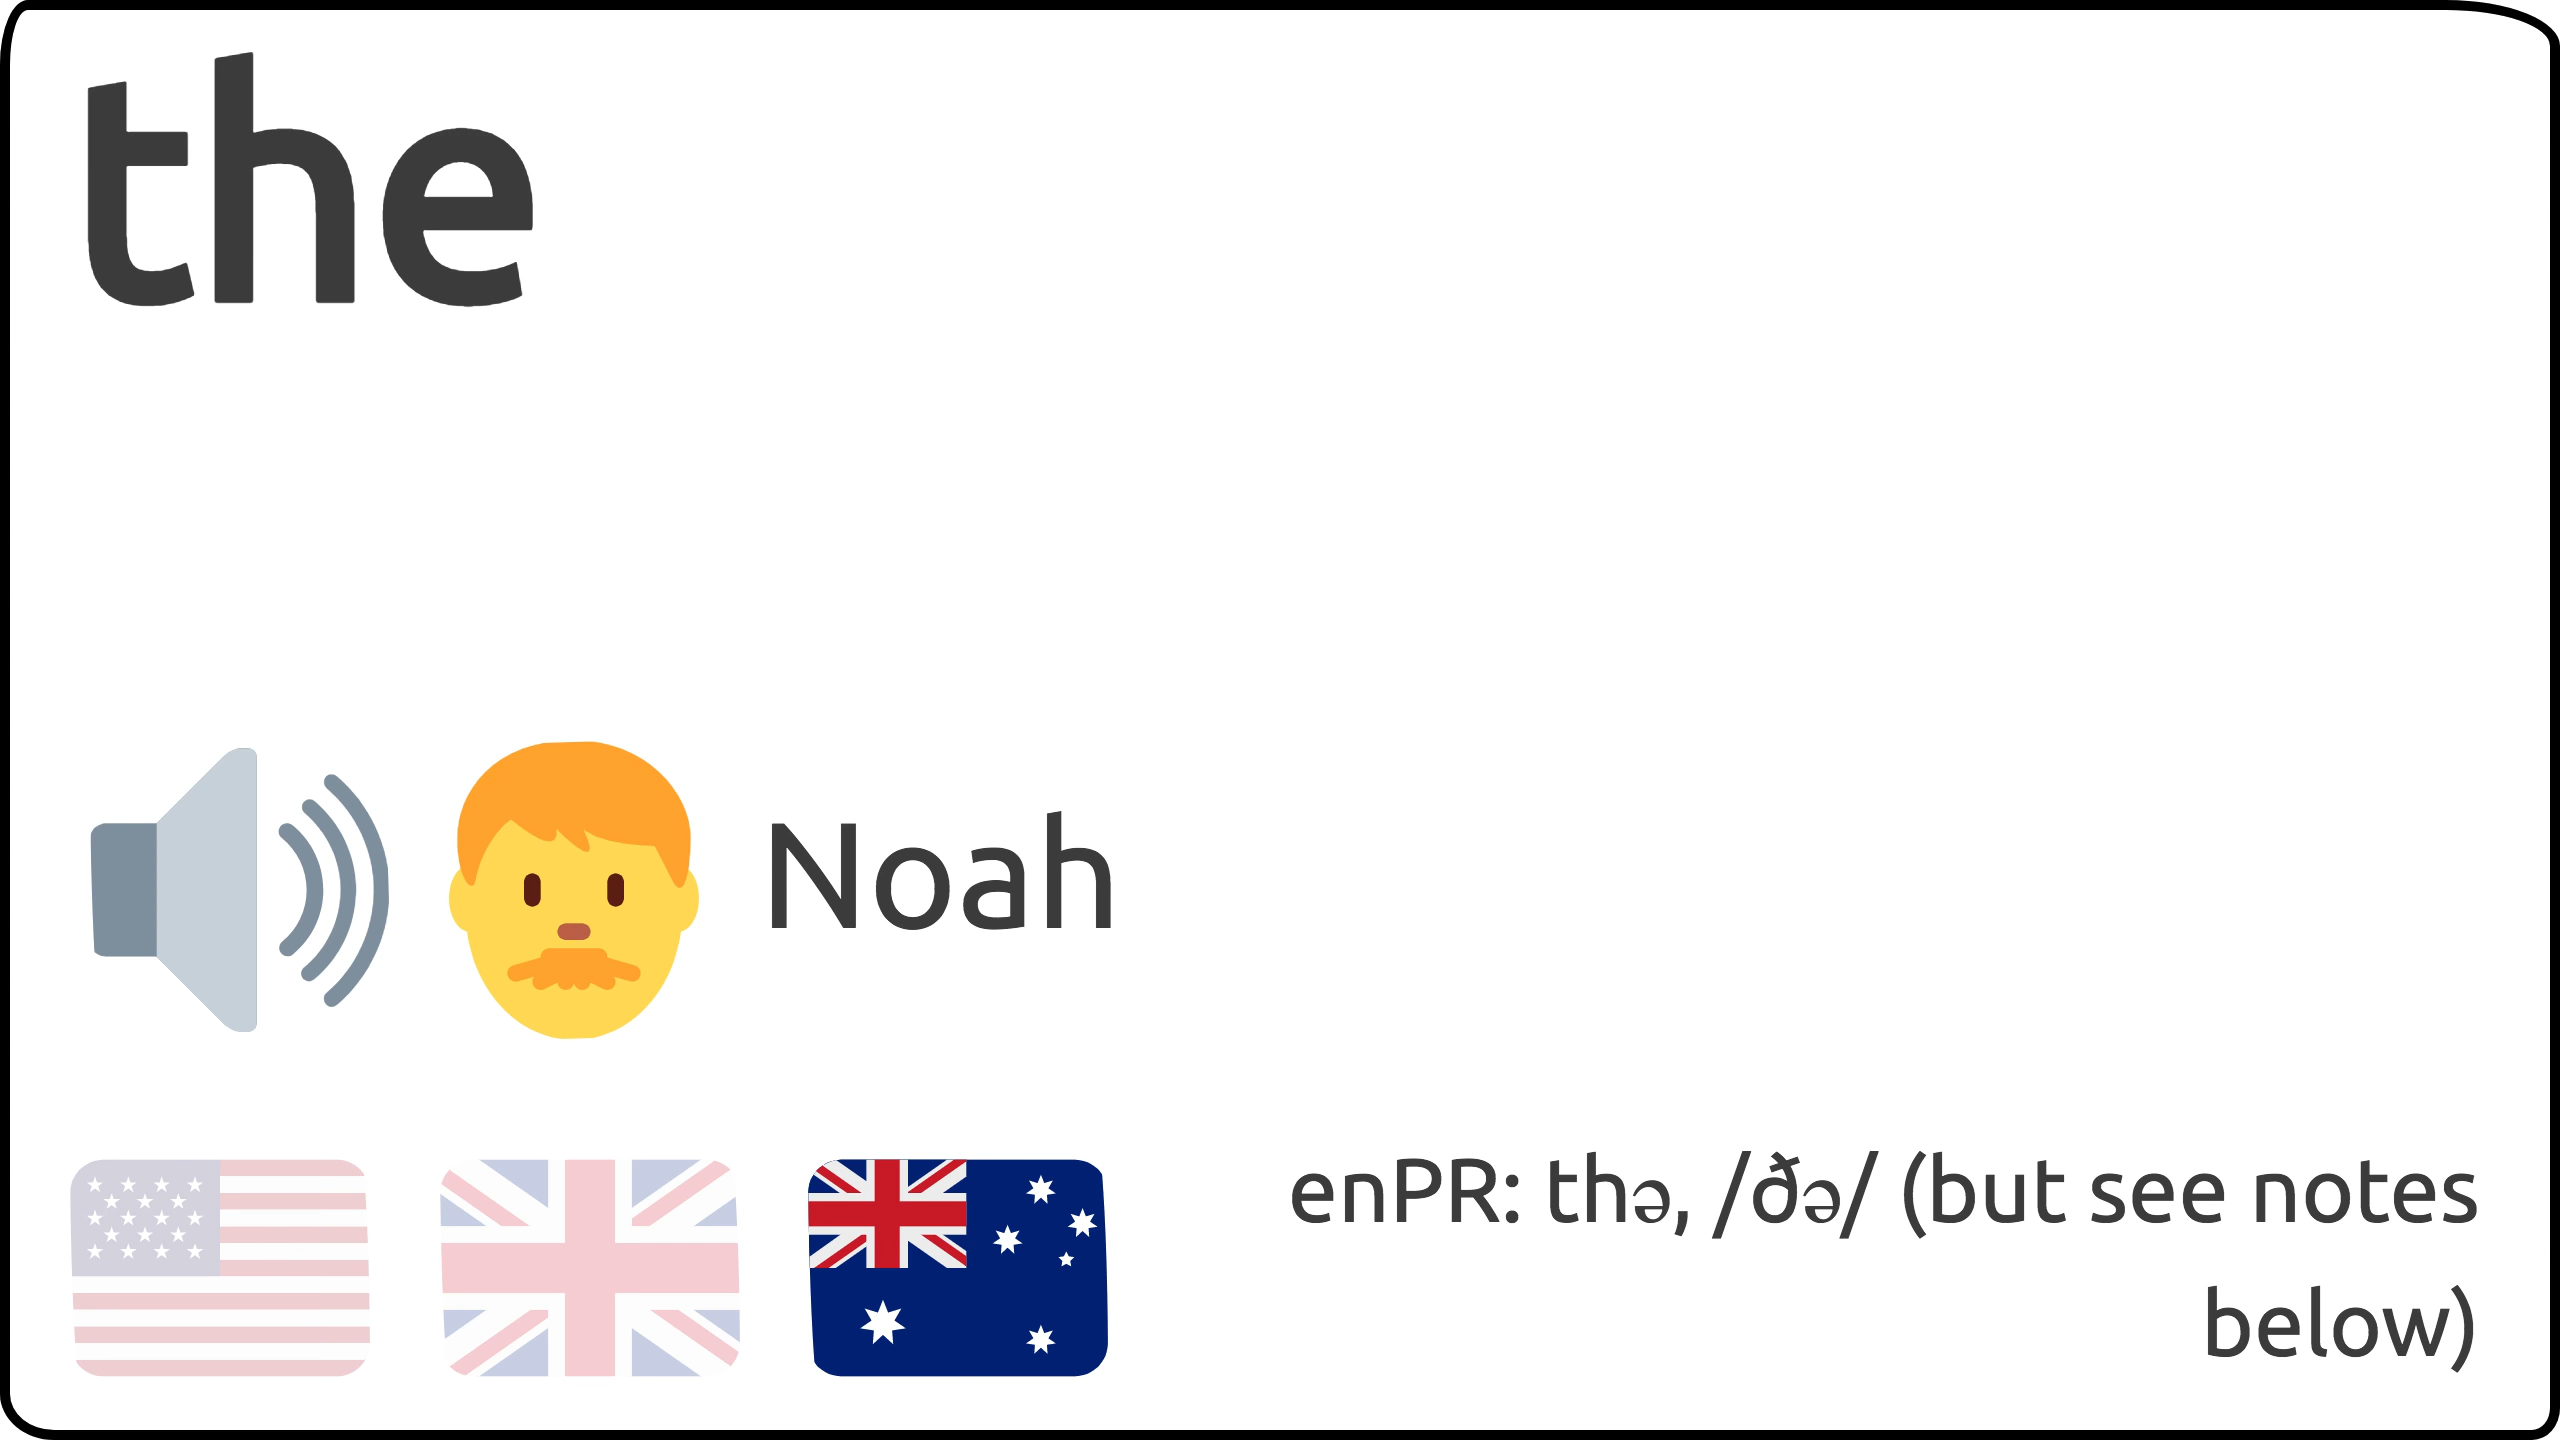 the
Noah
enPR: thə, /ðə/ (but see notes
below)